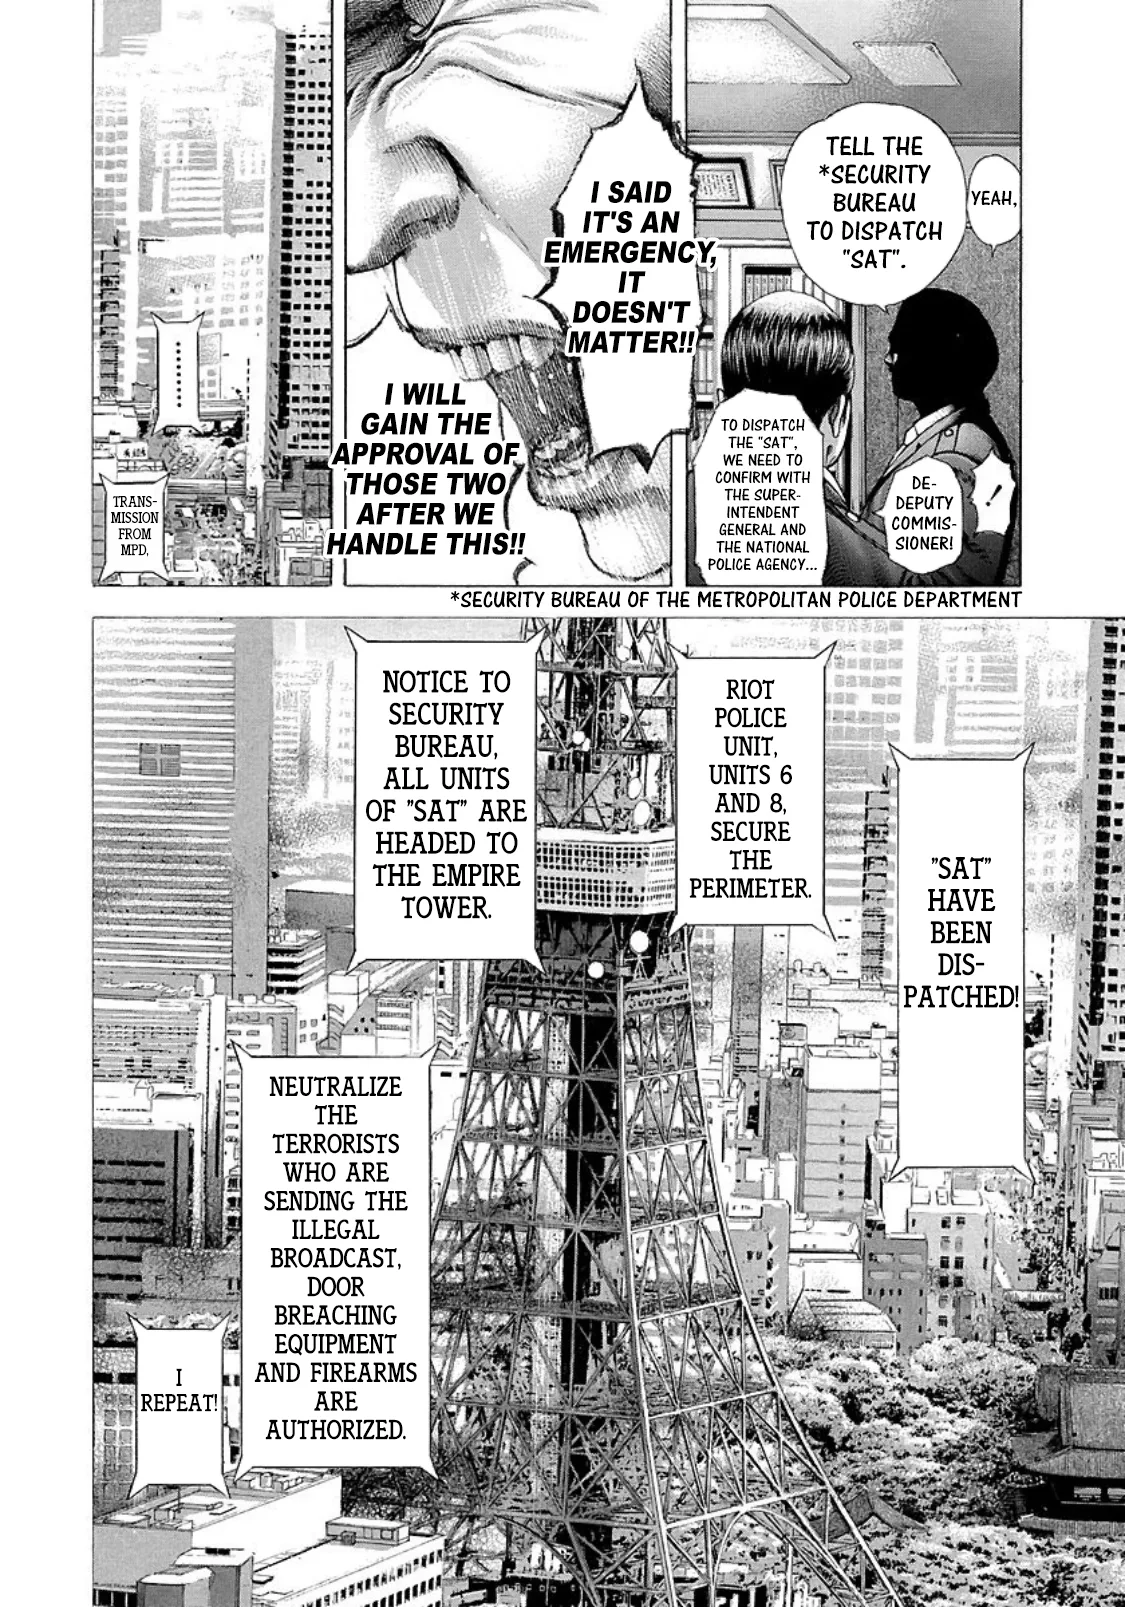 YEAH,
TELL THE
*SECURITY
BUREAU
TO DISPATCH
"SAT".
!
DE-
DEPUTY
COMMIS-
SIONER!
TO DISPATCH
THE "SAT",
WE NEED TO
CONFIRM WITH
THE SUPER-
INTENDENT
GENERAL AND
THE NATIONAL
POLICE AGENCY...
I SAID
IT'S AN
EMERGENCY,
IT
DOESN'T
MATTER!!
I WILL
GAIN THE
APPROVAL OF
THOSE TWO
AFTER WE
HANDLE THIS!!
.........
TRANS-
MISSION
FROM
MPD,
*SECURITY BUREAU OF THE METROPOLITAN POLICE DEPARTMENT
"SAT"
HAVE
BEEN
DIS-
PATCHED!
RIOT
POLICE
UNIT,
UNITS 6
AND 8,
SECURE
THE
PERIMETER.
NOTICE TO
SECURITY
BUREAU,
ALL UNITS
OF "SAT" ARE
HEADED TO
THE EMPIRE
TOWER.
NEUTRALIZE
THE
TERRORISTS
WHO ARE
SENDING THE
ILLEGAL
BROADCAST,
DOOR
BREACHING
EQUIPMENT
AND FIREARMS
ARE
AUTHORIZED.
I
REPEAT!